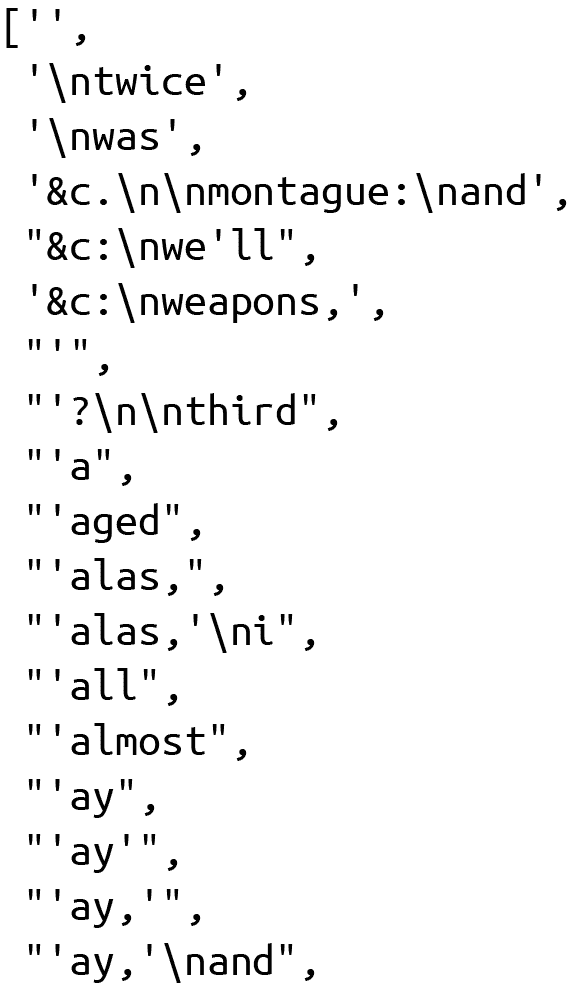 ['',
'\ntwice',
'\nwas',
'&c.\n\nmontague:\nand',
"&c:\nwe'll",
'&c:\nweapons,',
"'",
"'?\n\nthird",
"'a",
"'aged",
"'alas,",
"'alas,'\ni",
"'all",
"'almost",
"'ay",
"'ay'",
"'ay,'",
"'ay,'\nand",